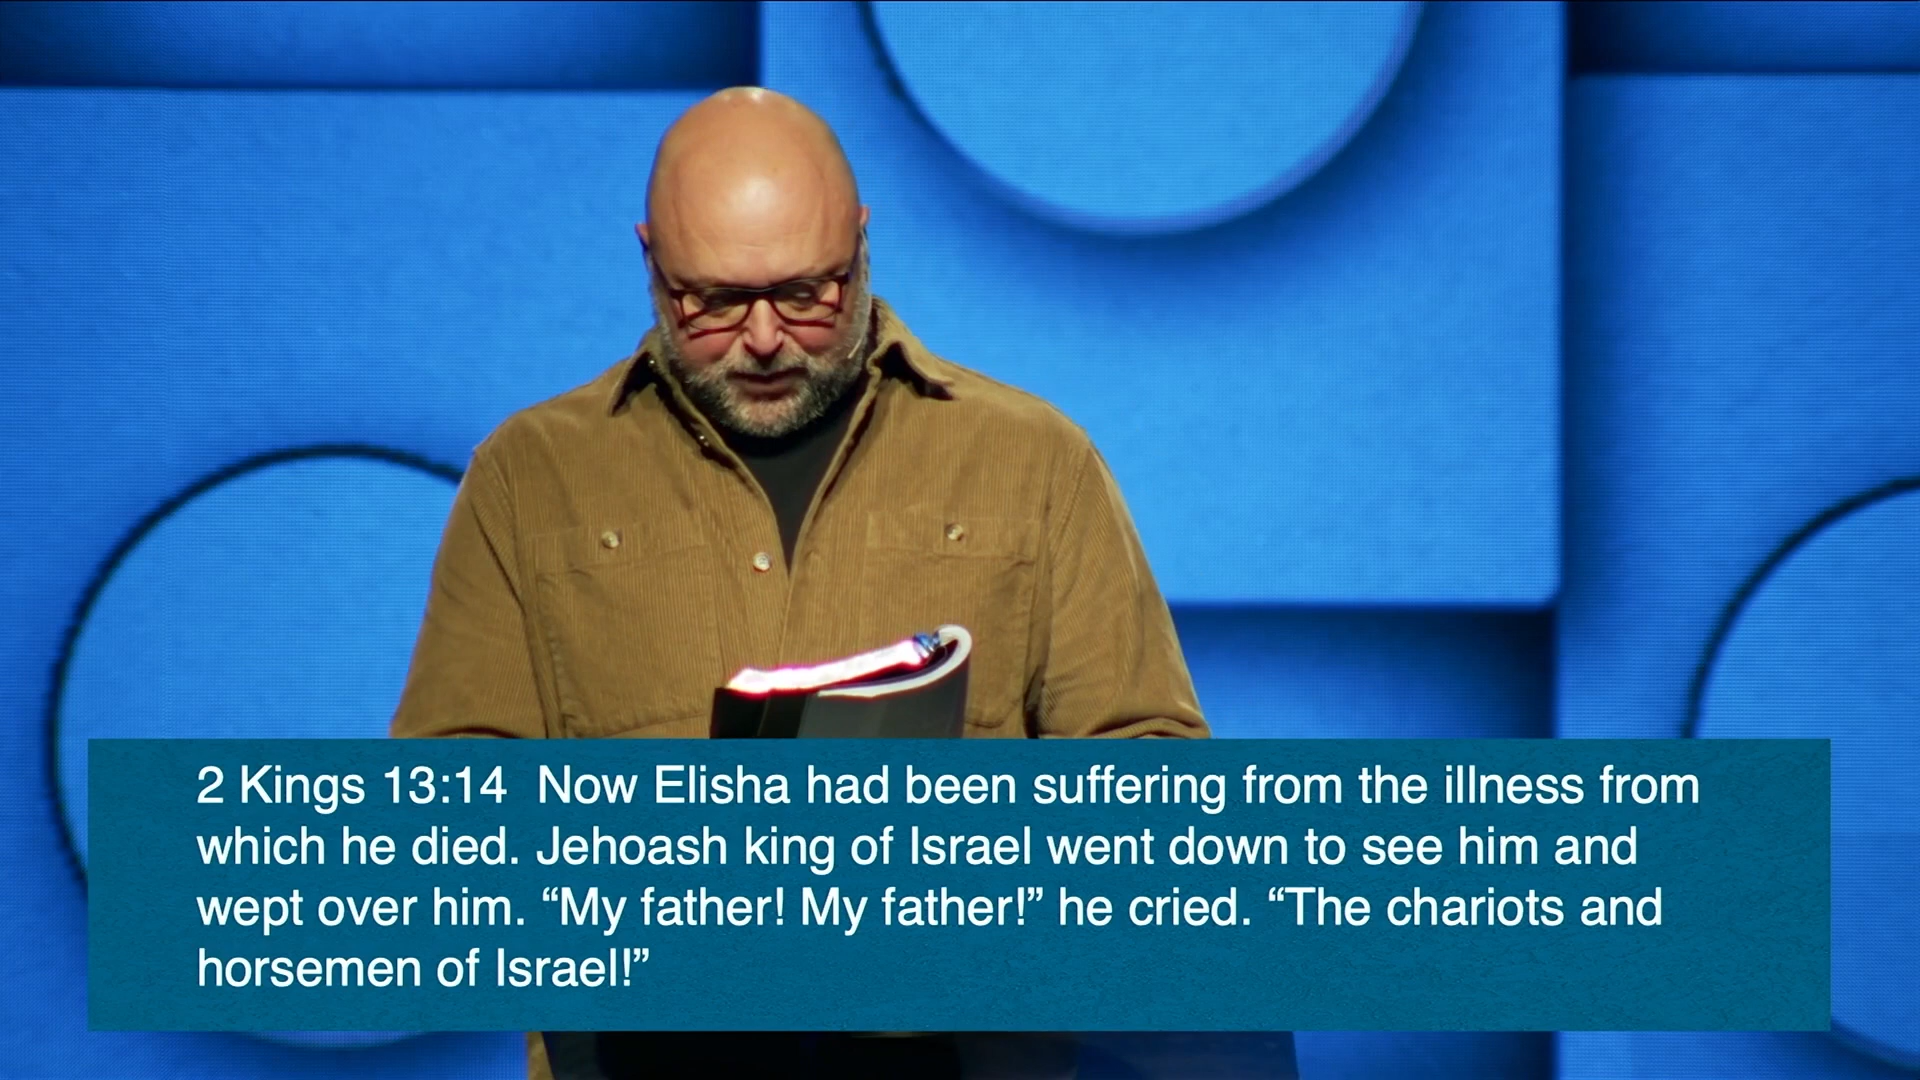 2 Kings 13:14  Now Elisha had been suffering from the illness from
which he died. Jehoash king of Israel went down to see him and
wept over him. “My father! My father!” he cried. “The chariots and
horsemen of Israel!”